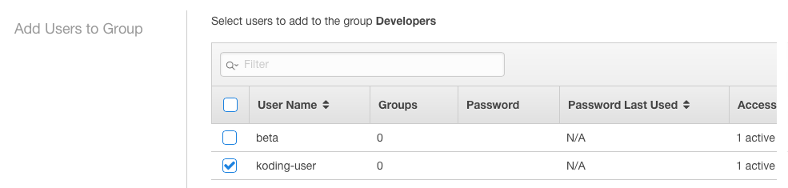 Add Users to Group
Select users to add to the group Developers
Filter
User Name Groups Password Password Last Used Access
beta 0 N/A 1 active
koding-user 0 N/A 1 active